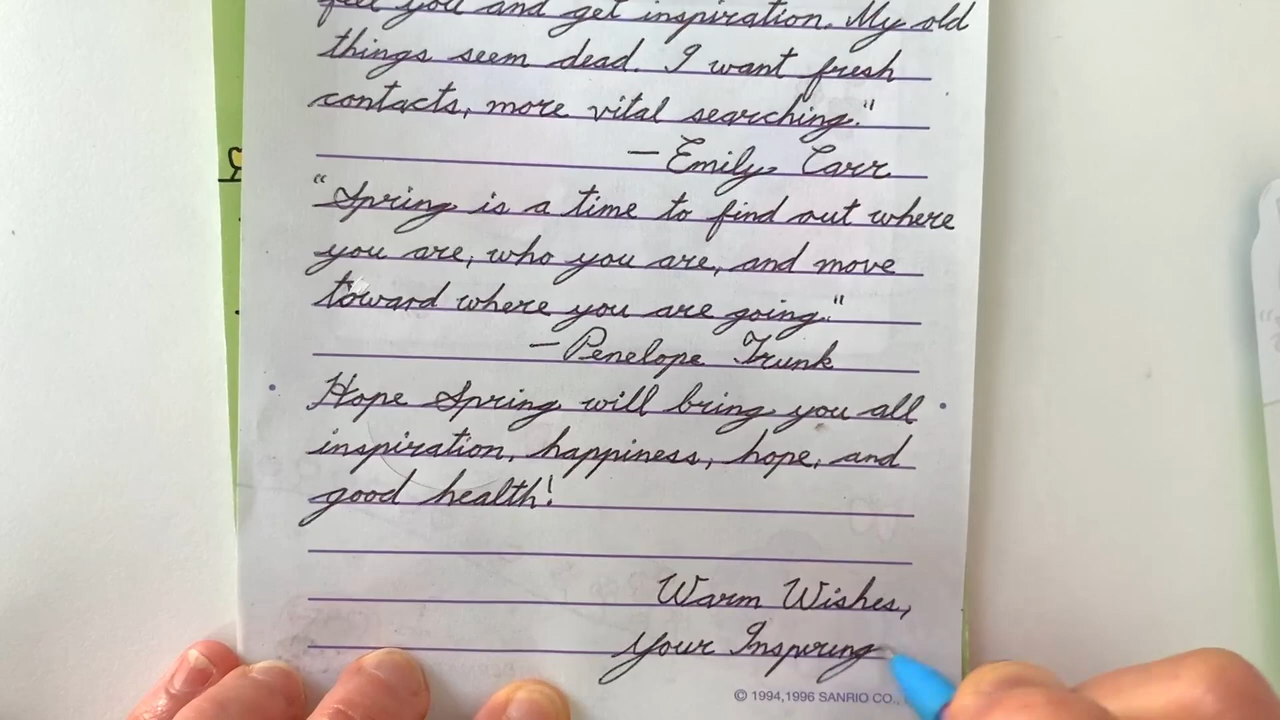 feel you and get inspiration. My old
things seem dead. I want fresh
contacts, more vital searching."
— Emily Carr
"Spring is a time to find out where
you are, who you are, and move
toward where you are going."
- Penelope Trunk
Hope Spring will bring you all
inspiration, happiness, hope, and
good health!
Warm Wishes,
Your Inspiring
© 1994,1996 SANRIO CO.,